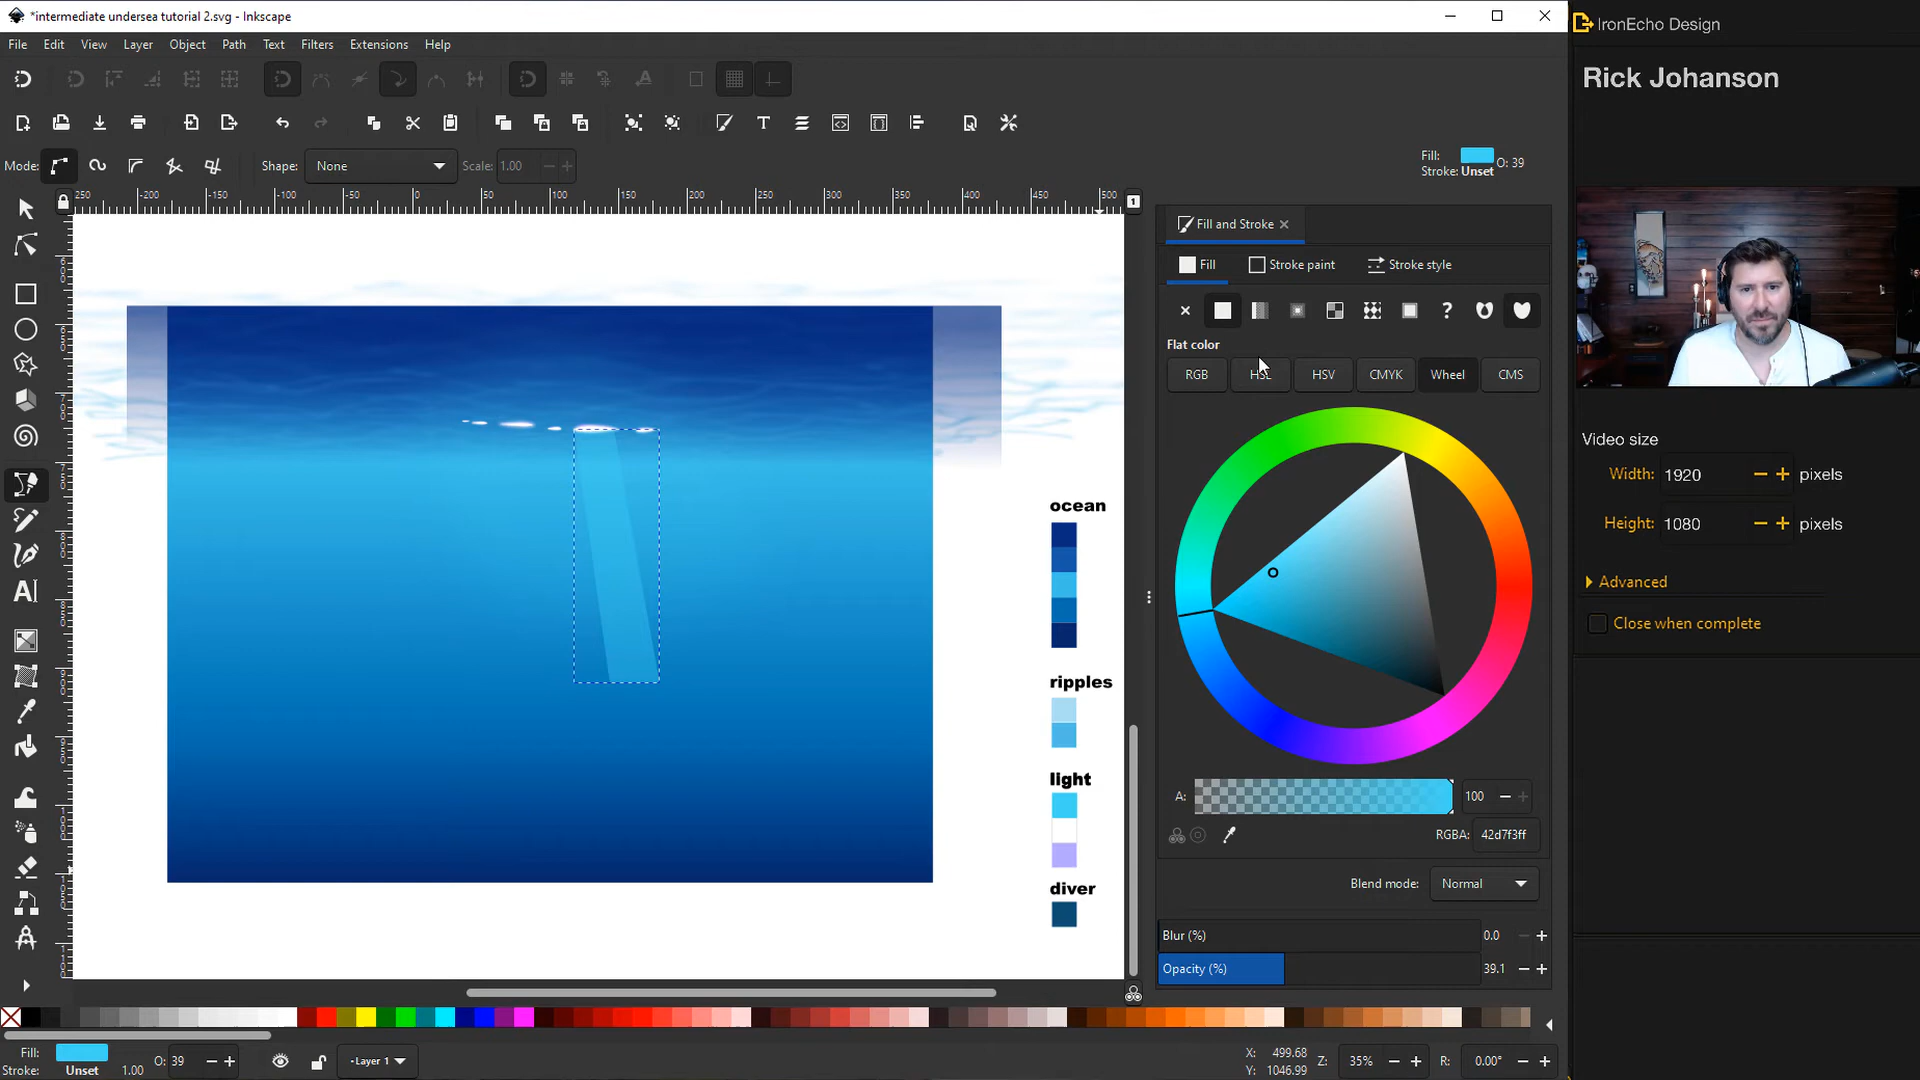 *intermediate undersea tutorial 2.svg - Inkscape
File Edit View Layer Object Path Text Filters Extensions Help
Mode: Shape: None Scale: 1.00
Fill: O: 39
Stroke: Unset
Fill and Stroke
Fill Stroke paint Stroke style
Flat color
RGB HSL HSV CMYK Wheel CMS
A: 100
RGBA: 42d7f3ff
Blend mode: Normal
Blur (%) 0.0
Opacity (%) 39.1
ocean
ripples
light
diver
Fill: O: 39
Stroke: Unset 1.00
-Layer 1
X: 499.68
Y: 1046.99
Z: 35%
R: 0.00°
IronEcho Design
Rick Johanson
Video size
Width: 1920 pixels
Height: 1080 pixels
Advanced
Close when complete